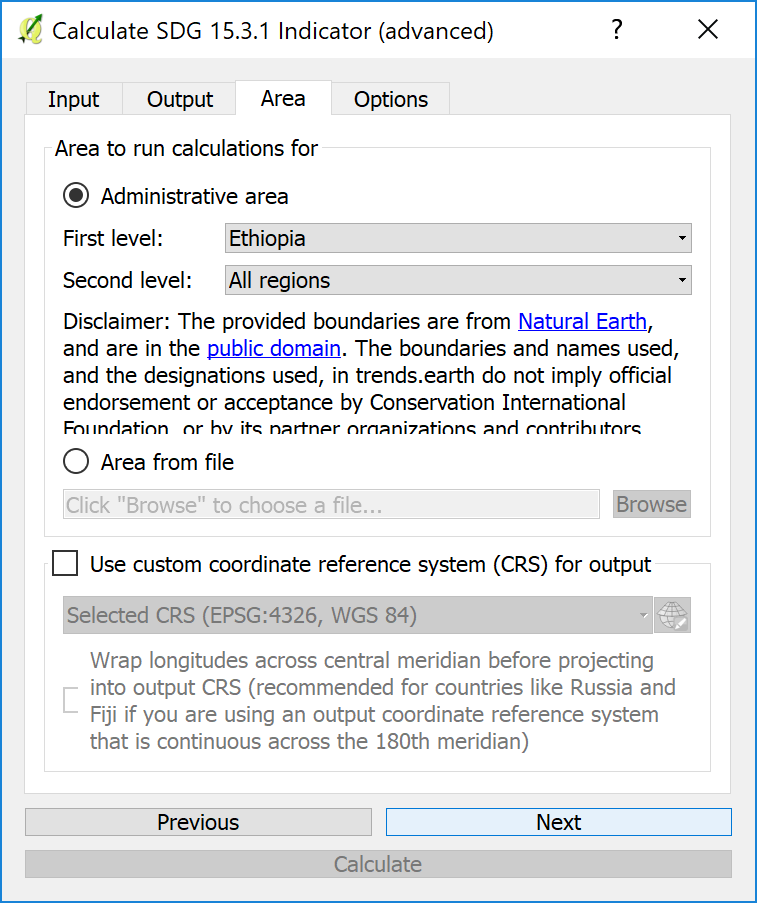 Calculate SDG 15.3.1 Indicator (advanced) ?
Input Output Area Options
Area to run calculations for
Administrative area
First level: Ethiopia
Second level: All regions
Disclaimer: The provided boundaries are from Natural Earth,
and are in the public domain. The boundaries and names used,
and the designations used, in trends.earth do not imply official
endorsement or acceptance by Conservation International
Foundation, or by its partner organizations and contributors.
Area from file
Click "Browse" to choose a file... Browse
Use custom coordinate reference system (CRS) for output
Selected CRS (EPSG:4326, WGS 84)
Wrap longitudes across central meridian before projecting
into output CRS (recommended for countries like Russia and
Fiji if you are using an output coordinate reference system
that is continuous across the 180th meridian)
Previous Next
Calculate